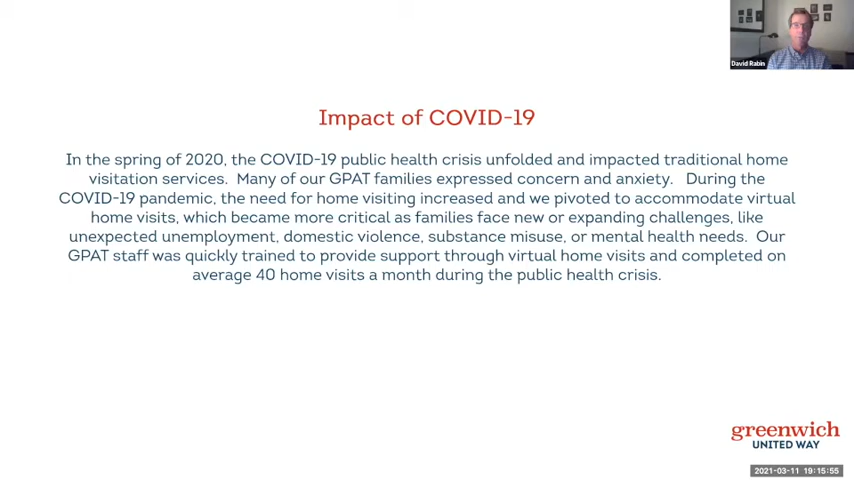 David Rabin
Impact of COVID-19
In the spring of 2020, the COVID-19 public health crisis unfolded and impacted traditional home
visitation services.  Many of our GPAT families expressed concern and anxiety.   During the
COVID-19 pandemic, the need for home visiting increased and we pivoted to accommodate virtual
home visits, which became more critical as families face new or expanding challenges, like
unexpected unemployment, domestic violence, substance misuse, or mental health needs.  Our
GPAT staff was quickly trained to provide support through virtual home visits and completed on
average 40 home visits a month during the public health crisis.
greenwich
UNITED WAY
2021-03-11 19:15:55